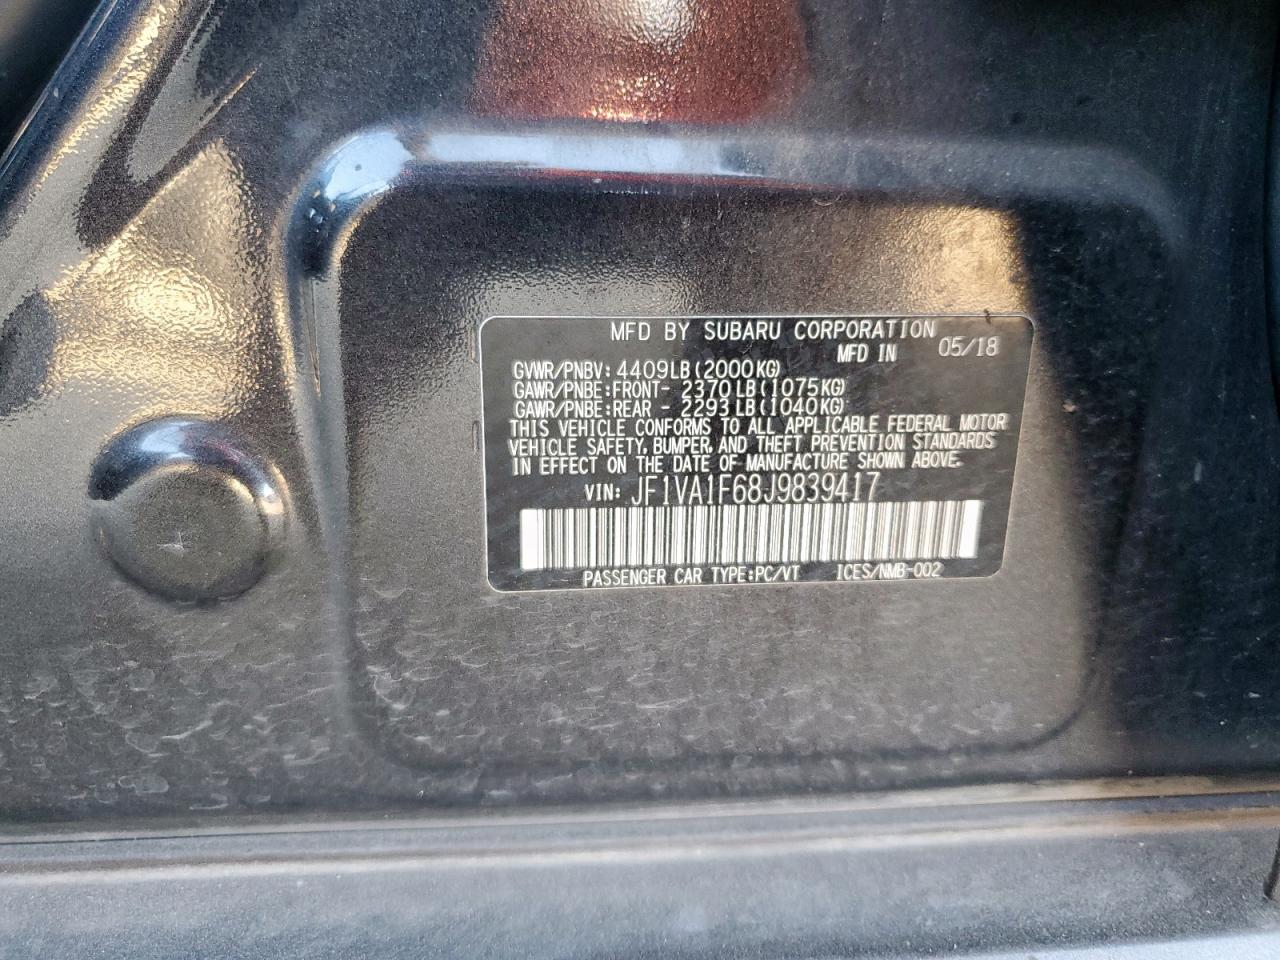 MFD BY SUBARU CORPORATION
MFD IN 05/18
GVWR/PNBV: 4409LB(2000KG)
GAWR/PNBE:FRONT- 2370LB(1075KG)
GAWR/PNBE:REAR - 2293LB(1040KG)
THIS VEHICLE CONFORMS TO ALL APPLICABLE FEDERAL MOTOR
VEHICLE SAFETY, BUMPER, AND THEFT PREVENTION STANDARDS
IN EFFECT ON THE DATE OF MANUFACTURE SHOWN ABOVE.
VIN: JF1VA1F68J9839417
PASSENGER CAR TYPE:PC/VT ICES/NMB-002